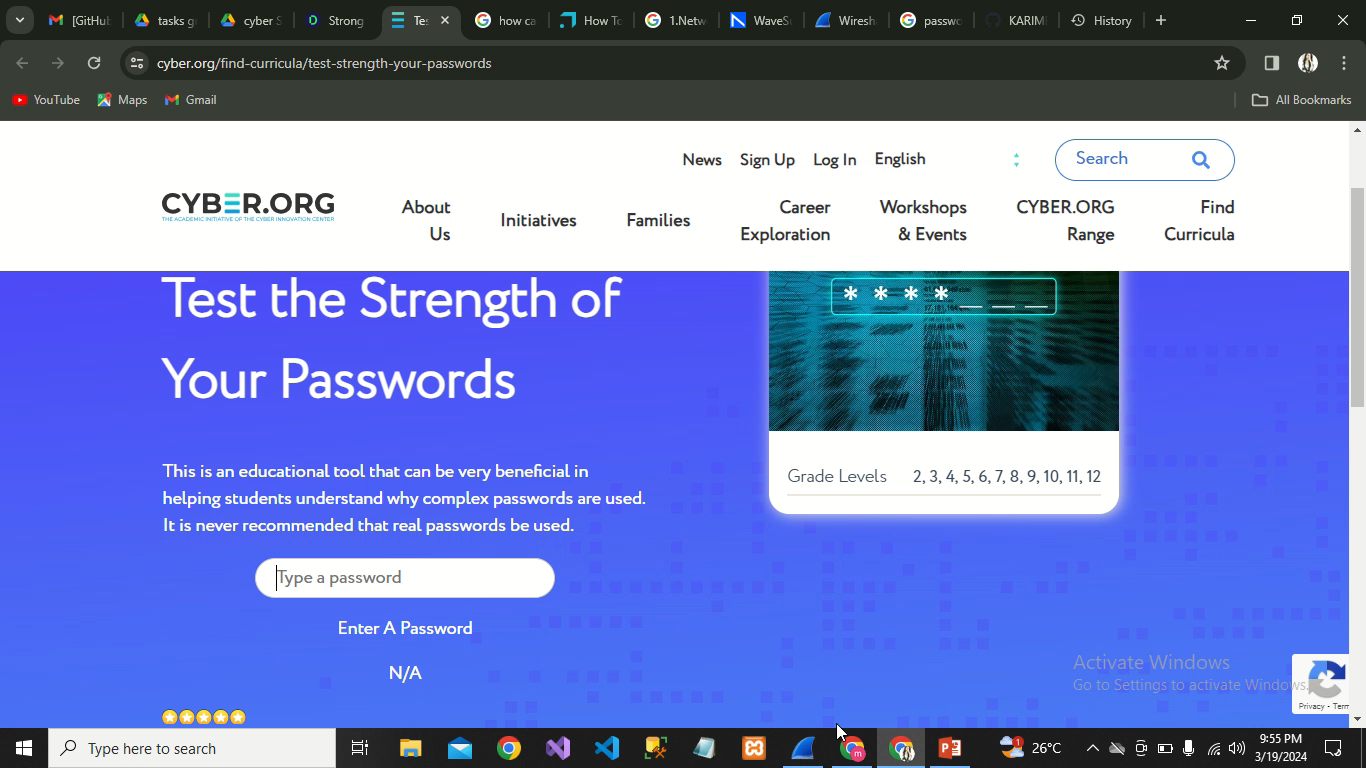 [GitHub
tasks g
cyber S
Strong
Tes
how ca
How To
1.Netw
WaveSu
Wiresh
passwo
KARIM
History
cyber.org/find-curricula/test-strength-your-passwords
YouTube
Maps
Gmail
All Bookmarks
News
Sign Up
Log In
English
Search
CYBER.ORG
THE ACADEMIC INITIATIVE OF THE CYBER INNOVATION CENTER
About
Us
Initiatives
Families
Career
Exploration
Workshops
& Events
CYBER.ORG
Range
Find
Curricula
Test the Strength of
Your Passwords
* * * * _ _ _
Grade Levels 2, 3, 4, 5, 6, 7, 8, 9, 10, 11, 12
This is an educational tool that can be very beneficial in
helping students understand why complex passwords are used.
It is never recommended that real passwords be used.
Type a password
Enter A Password
N/A
Activate Windows
Go to Settings to activate Windows.
Privacy - Term
Type here to search
26°C
9:55 PM
3/19/2024